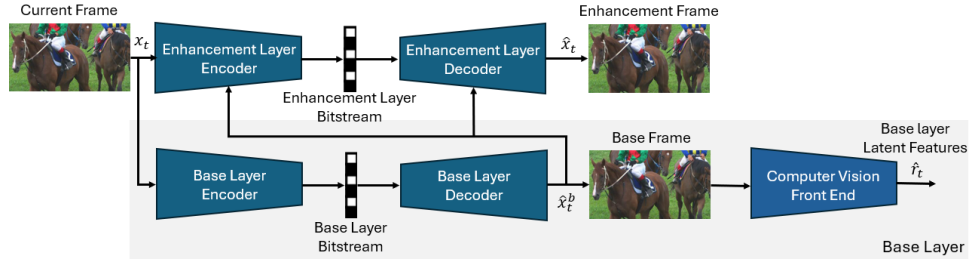 Current Frame
Enhancement Frame
x_t
Enhancement Layer
Encoder
Enhancement Layer
Decoder
x̂_t
Enhancement Layer
Bitstream
Base Frame
Base layer
Latent Features
Base Layer
Encoder
Base Layer
Decoder
x̂_t^b
Computer Vision
Front End
r̂_t
Base Layer
Bitstream
Base Layer